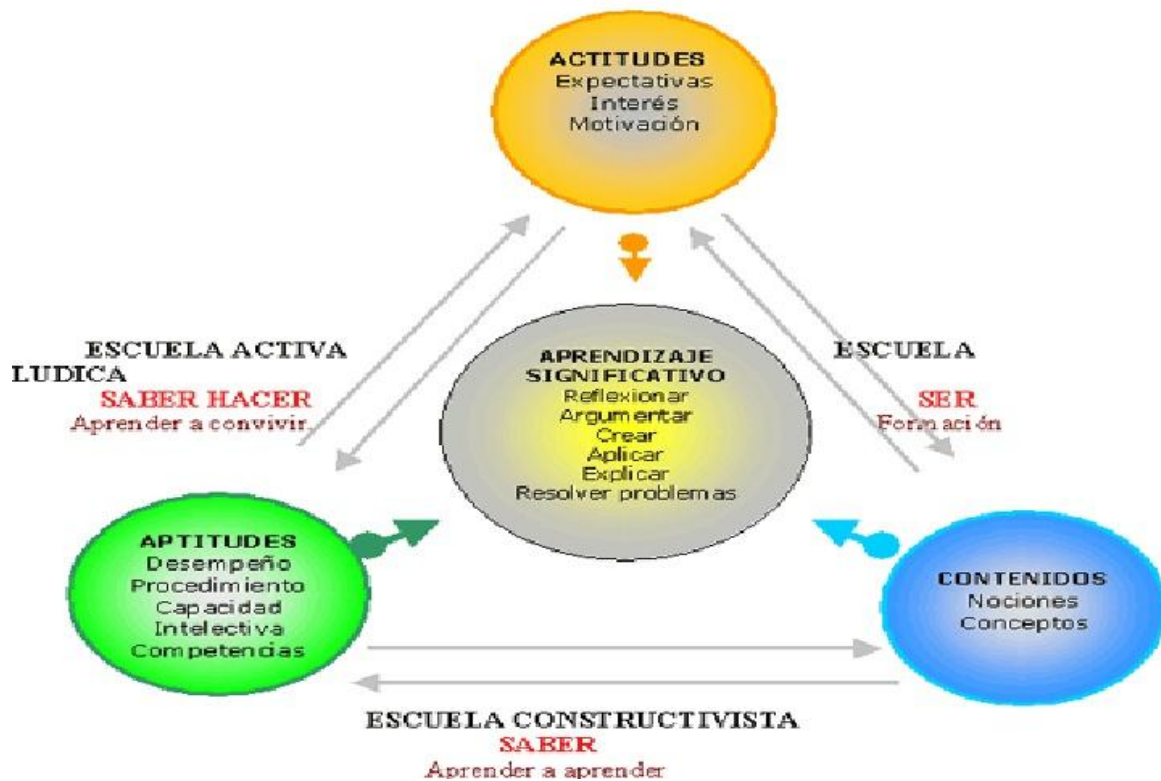 ACTITUDES
Expectativas
Interés
Motivación
ESCUELA ACTIVA
LUDICA
SABER HACER
Aprender a convivir.
APRENDIZAJE
SIGNIFICATIVO
Reflexionar
Argumentar
Crear
Aplicar
Explicar
Resolver problemas
ESCUELA
SER
Formación
APTITUDES
Desempeño
Procedimiento
Capacidad
Intelectiva
Competencias
CONTENIDOS
Nociones
Conceptos
ESCUELA CONSTRUCTIVISTA
SABER
Aprender a aprender